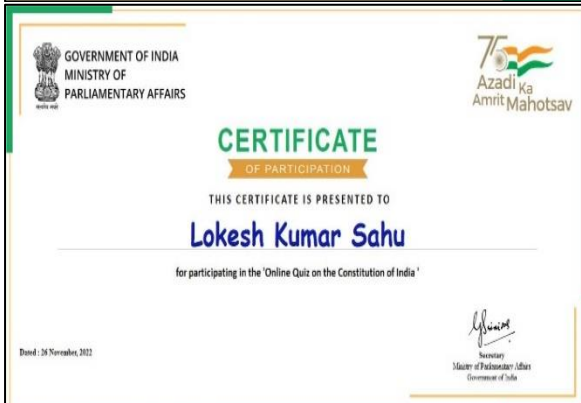 GOVERNMENT OF INDIA
MINISTRY OF
PARLIAMENTARY AFFAIRS
75
Azadi Ka
Amrit Mahotsav
CERTIFICATE
OF PARTICIPATION
THIS CERTIFICATE IS PRESENTED TO
Lokesh Kumar Sahu
for participating in the 'Online Quiz on the Constitution of India '
Dated : 26 November, 2022
Secretary
Ministry of Parliamentary Affairs
Government of India